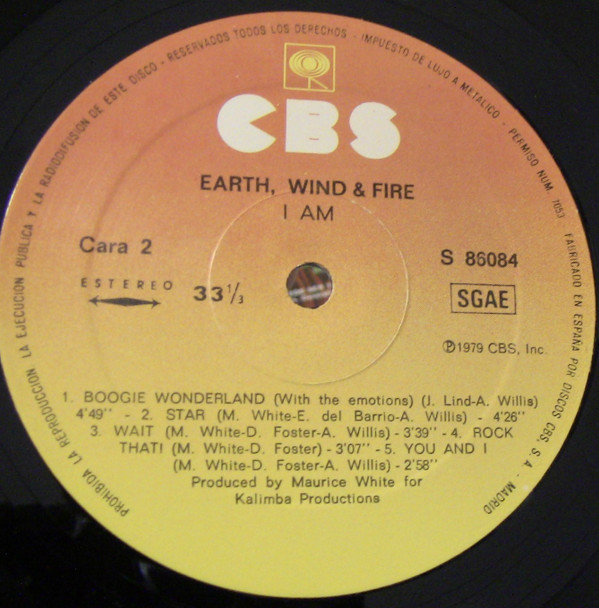 PROHIBIDA LA REPRODUCCION, LA EJECUCION PUBLICA Y LA RADIODIFUSION DE ESTE DISCO - RESERVADOS TODOS LOS DERECHOS - IMPUESTO DE LUJO A METALICO - PERMISO NUM. 7053 FABRICADO EN ESPAÑA POR DISCOS CBS, S. A. - MADRID
CBS
EARTH, WIND & FIRE
I AM
Cara 2
S 86084
ESTEREO
33 1/3
SGAE
Ⓟ1979 CBS, Inc.
1. BOOGIE WONDERLAND (With the emotions) (J. Lind-A. Willis)
4'49" - 2. STAR (M. White-E. del Barrio-A. Willis) - 4'26"
3. WAIT (M. White-D. Foster-A. Willis) - 3'39" - 4. ROCK
THAT! (M. White-D. Foster) - 3'07" - 5. YOU AND I
(M. White-D. Foster-A. Willis) - 2'58"
Produced by Maurice White for
Kalimba Productions